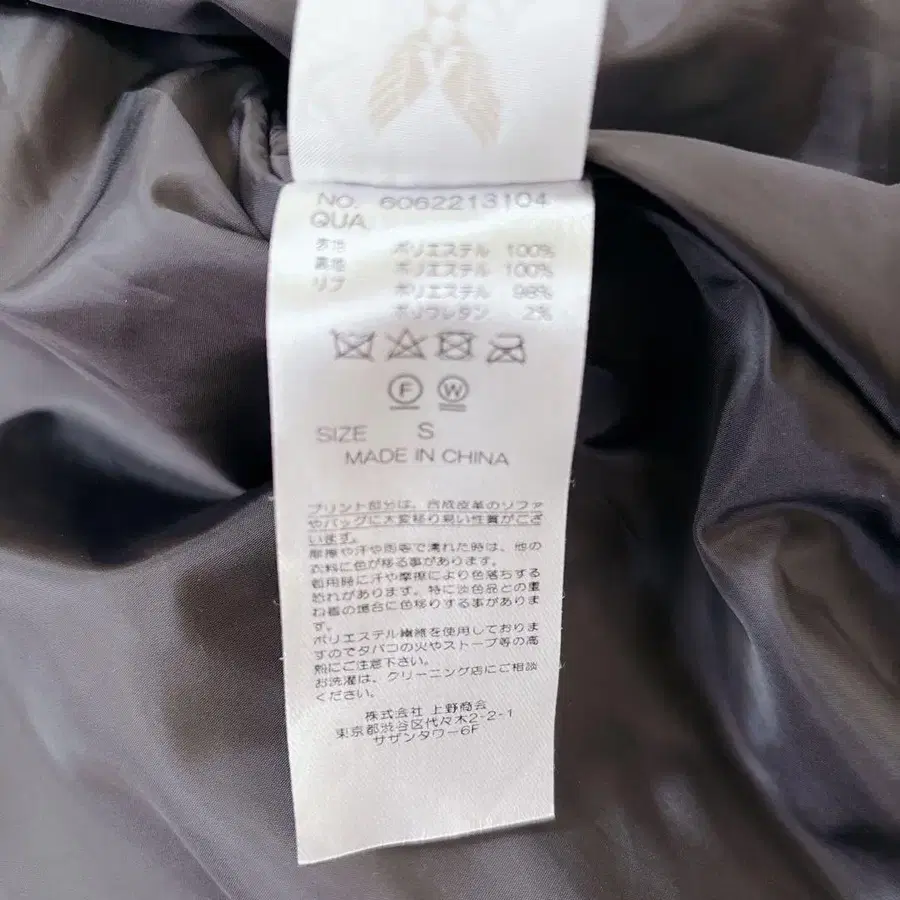 NO. 6062213104
QUA.
表地 ポリエステル 100%
裏地 ポリエステル 100%
リブ ポリエステル 98%
ポリウレタン 2%
F W
SIZE S
MADE IN CHINA
プリント部分は、合成皮革のソファ
やバッグに大変移り易い性質がござ
います。
摩擦や汗や雨等で濡れた時は、他の
衣料に色が移る事があります。
着用時に汗や摩擦により色落ちする
恐れがあります。特に淡色品との重
ね着の場合に色移りする事がありま
す。
ポリエステル繊維を使用しておりま
すのでタバコの火やストーブ等の高
熱にご注意下さい。
お洗濯は、クリーニング店にご相談
ください。
株式会社 上野商会
東京都渋谷区代々木2-2-1
サザンタワー6F